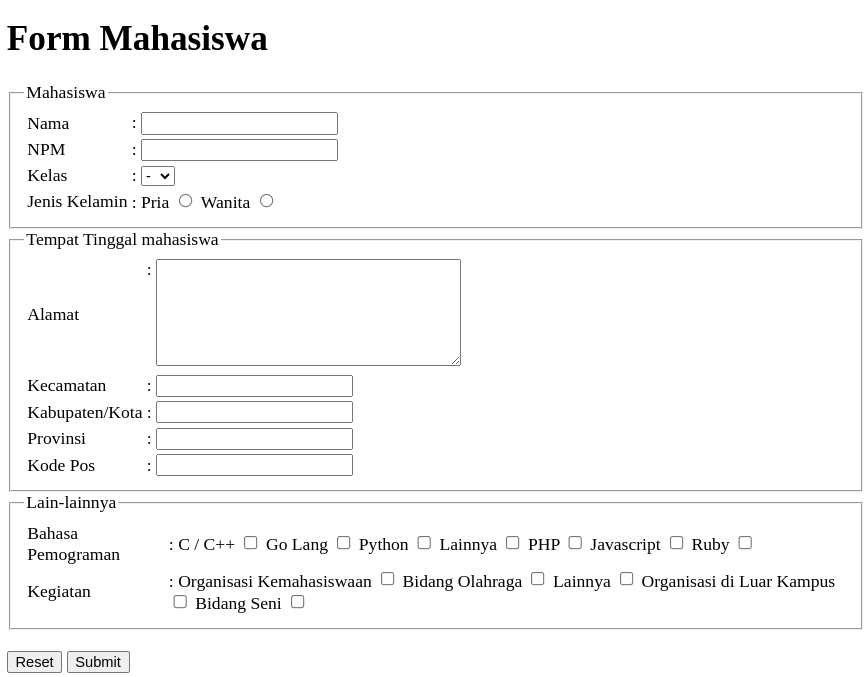 Form Mahasiswa
Mahasiswa
Nama :
NPM :
Kelas : -
Jenis Kelamin : Pria Wanita
Tempat Tinggal mahasiswa
Alamat :
Kecamatan :
Kabupaten/Kota :
Provinsi :
Kode Pos :
Lain-lainnya
Bahasa
Pemograman : C / C++ Go Lang Python Lainnya PHP Javascript Ruby
Kegiatan : Organisasi Kemahasiswaan Bidang Olahraga Lainnya Organisasi di Luar Kampus
Bidang Seni
Reset Submit